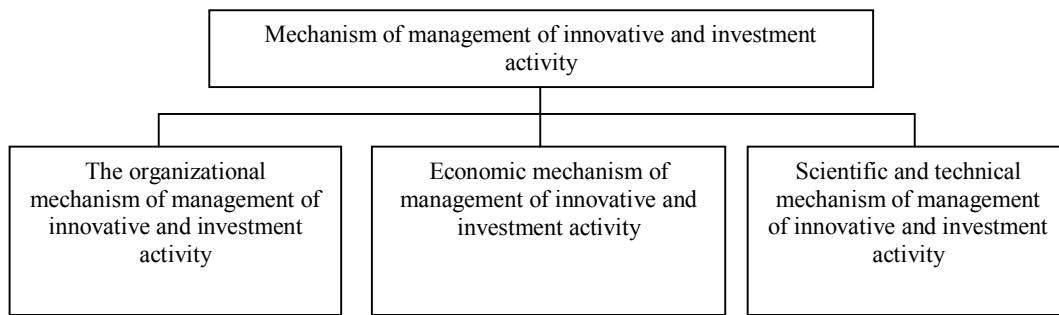 Mechanism of management of innovative and investment
activity
The organizational
mechanism of management of
innovative and investment
activity
Economic mechanism of
management of innovative and
investment activity
Scientific and technical
mechanism of management
of innovative and investment
activity